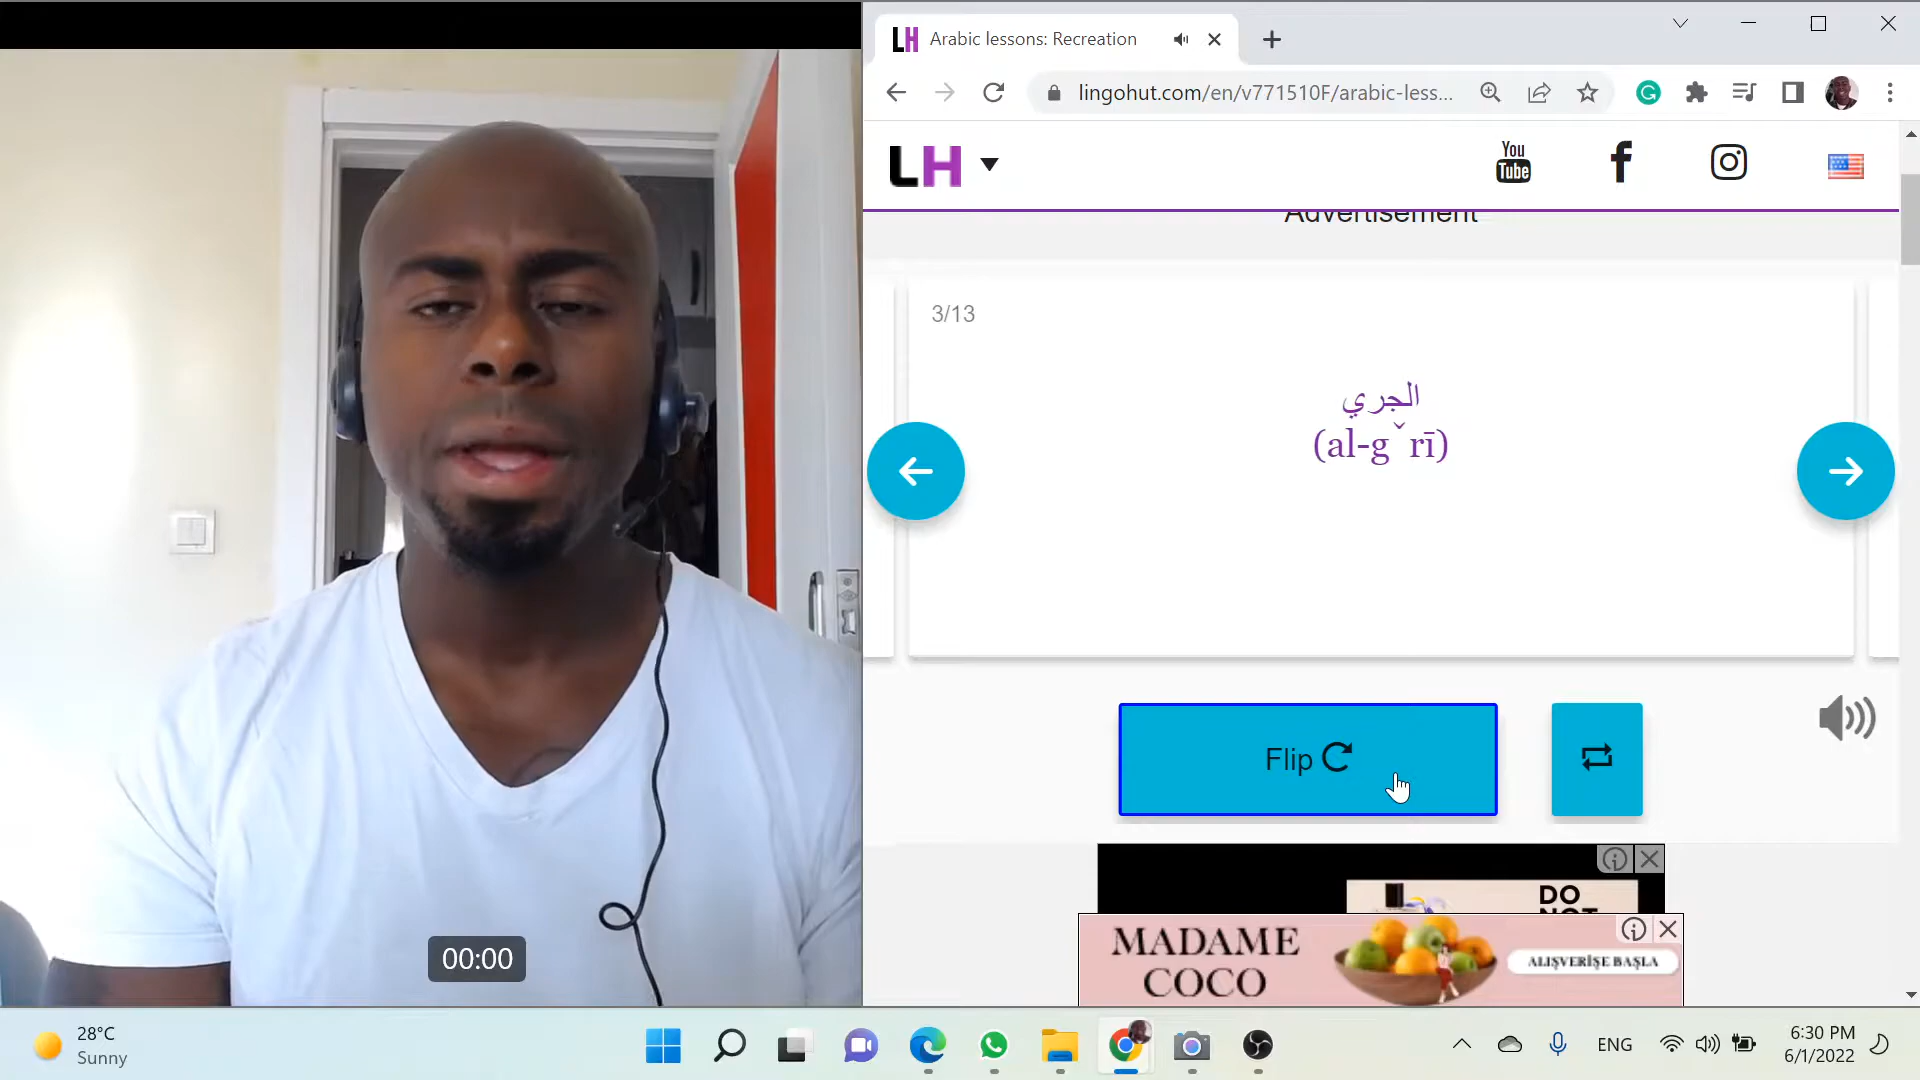 LH Arabic lessons: Recreation
lingohut.com/en/v771510F/arabic-less...
LH
You
Tube
Advertisement
3/13
الجري
(al-gˇrī)
Flip
DO
MADAME
COCO
ALIŞVERİŞE BAŞLA
00:00
28°C
Sunny
ENG
6:30 PM
6/1/2022